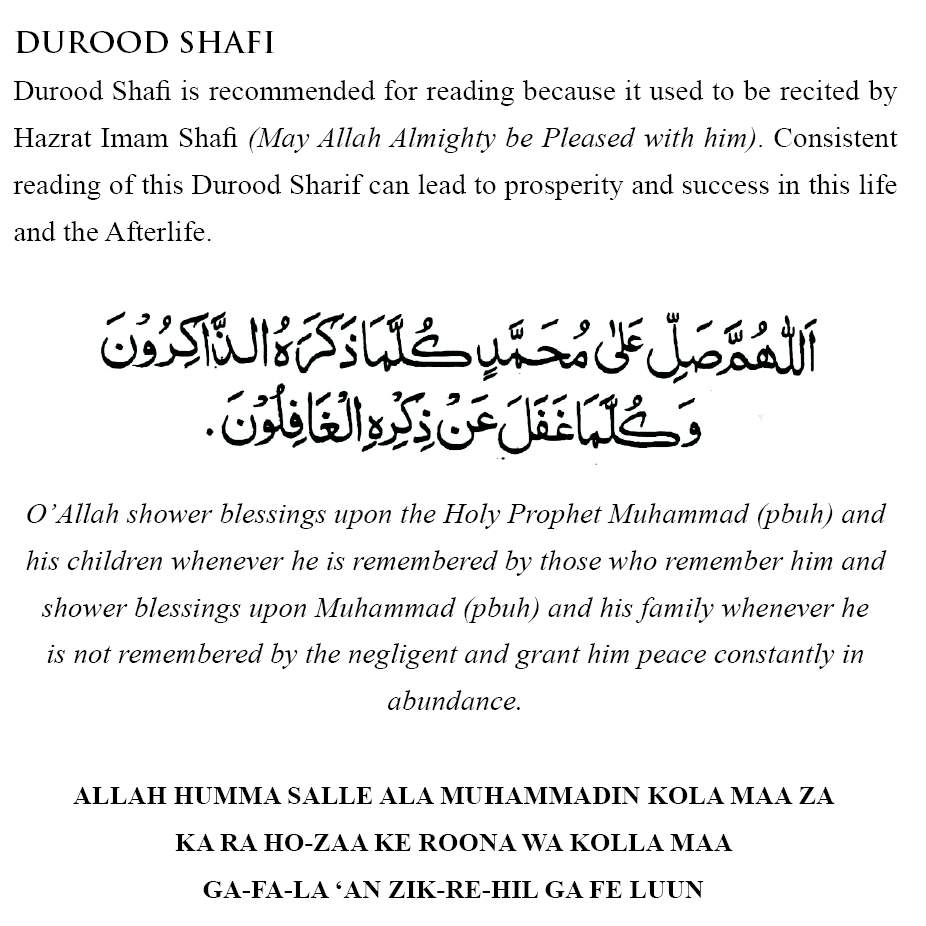 DUROOD SHAFI
Durood Shafi is recommended for reading because it used to be recited by
Hazrat Imam Shafi (May Allah Almighty be Pleased with him). Consistent
reading of this Durood Sharif can lead to prosperity and success in this life
and the Afterlife.
اَللّٰهُمَّ صَلِّ عَلٰى مُحَمَّدٍ كُلَّمَا ذَكَرَهُ الذَّاكِرُوْنَ
وَكُلَّمَا غَفَلَ عَنْ ذِكْرِهِ الْغَافِلُوْنَ.
O’Allah shower blessings upon the Holy Prophet Muhammad (pbuh) and
his children whenever he is remembered by those who remember him and
shower blessings upon Muhammad (pbuh) and his family whenever he
is not remembered by the negligent and grant him peace constantly in
abundance.
ALLAH HUMMA SALLE ALA MUHAMMADIN KOLA MAA ZA
KA RA HO-ZAA KE ROONA WA KOLLA MAA
GA-FA-LA ‘AN ZIK-RE-HIL GA FE LUUN